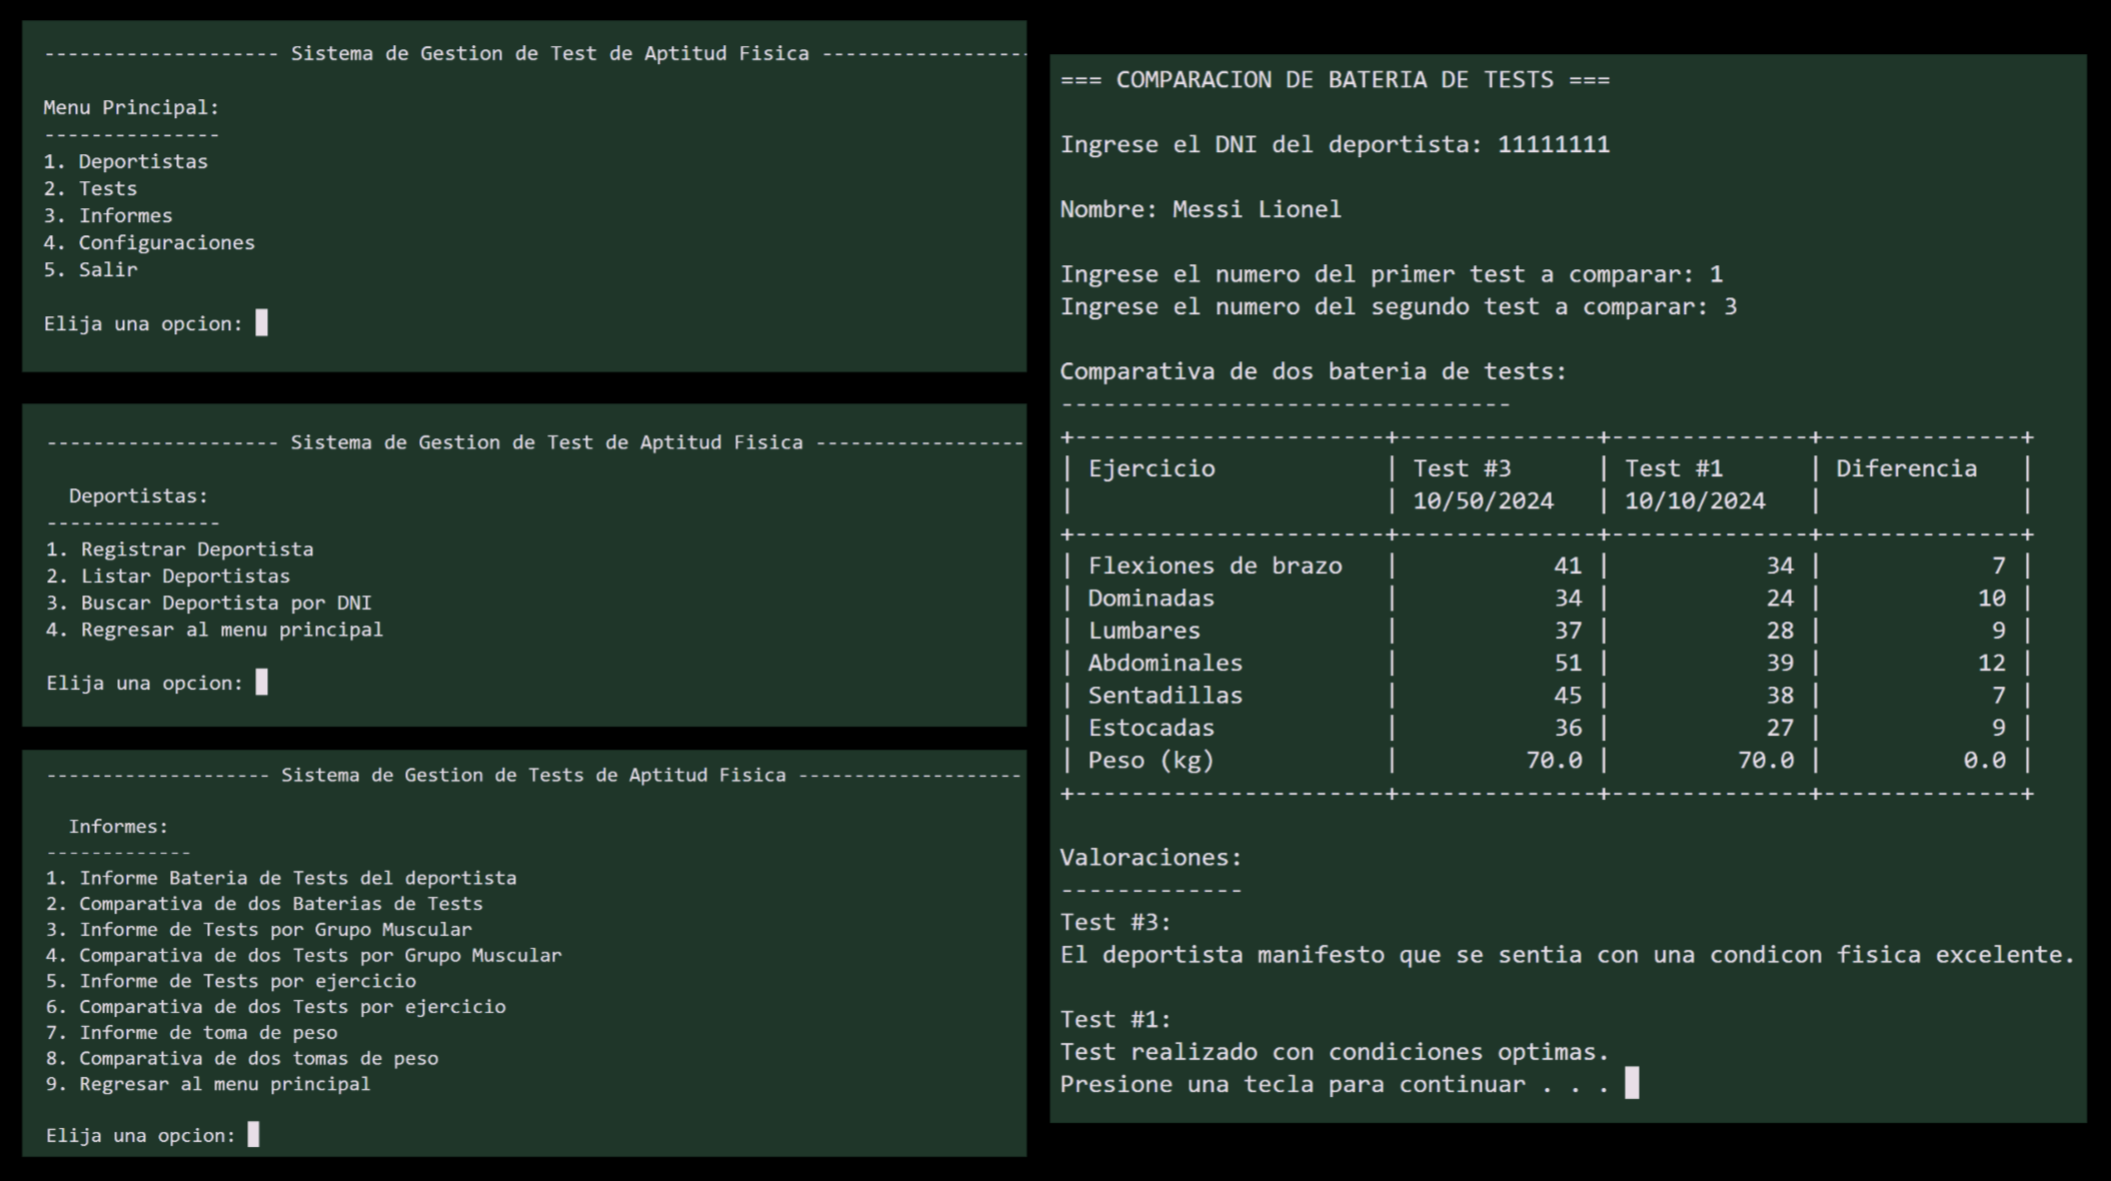 -------------------- Sistema de Gestion de Test de Aptitud Fisica ------------------
Menu Principal:
---------------
1. Deportistas
2. Tests
3. Informes
4. Configuraciones
5. Salir
Elija una opcion:
-------------------- Sistema de Gestion de Test de Aptitud Fisica ------------------
Deportistas:
---------------
1. Registrar Deportista
2. Listar Deportistas
3. Buscar Deportista por DNI
4. Regresar al menu principal
Elija una opcion:
-------------------- Sistema de Gestion de Tests de Aptitud Fisica --------------------
Informes:
-------------
1. Informe Bateria de Tests del deportista
2. Comparativa de dos Baterias de Tests
3. Informe de Tests por Grupo Muscular
4. Comparativa de dos Tests por Grupo Muscular
5. Informe de Tests por ejercicio
6. Comparativa de dos Tests por ejercicio
7. Informe de toma de peso
8. Comparativa de dos tomas de peso
9. Regresar al menu principal
Elija una opcion:
=== COMPARACION DE BATERIA DE TESTS ===
Ingrese el DNI del deportista: 11111111
Nombre: Messi Lionel
Ingrese el numero del primer test a comparar: 1
Ingrese el numero del segundo test a comparar: 3
Comparativa de dos bateria de tests:
--------------------------------
+----------------------+--------------+--------------+--------------+
| Ejercicio            | Test #3      | Test #1      | Diferencia   |
|                      | 10/50/2024   | 10/10/2024   |              |
+----------------------+--------------+--------------+--------------+
| Flexiones de brazo   |           41 |           34 |            7 |
| Dominadas            |           34 |           24 |           10 |
| Lumbares             |           37 |           28 |            9 |
| Abdominales          |           51 |           39 |           12 |
| Sentadillas          |           45 |           38 |            7 |
| Estocadas            |           36 |           27 |            9 |
| Peso (kg)            |         70.0 |         70.0 |          0.0 |
+----------------------+--------------+--------------+--------------+
Valoraciones:
-------------
Test #3:
El deportista manifesto que se sentia con una condicon fisica excelente.
Test #1:
Test realizado con condiciones optimas.
Presione una tecla para continuar . . .